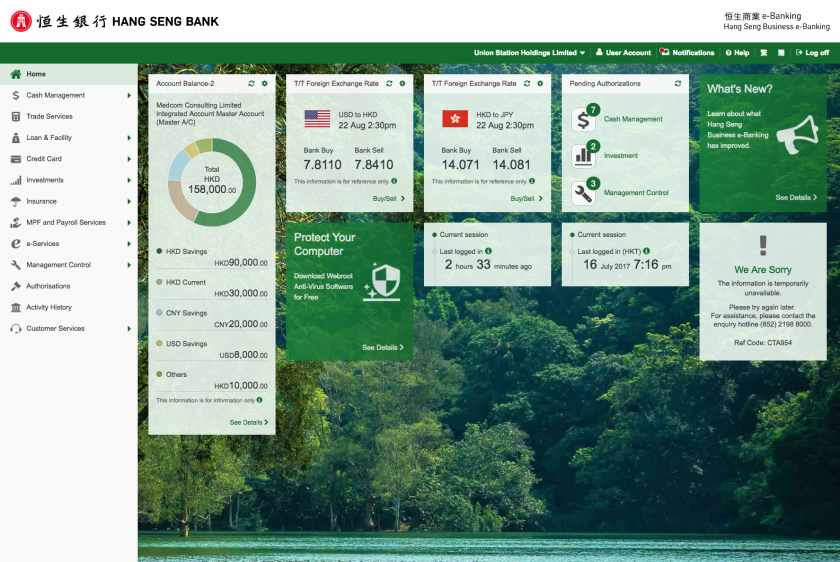 恒生銀行 HANG SENG BANK
恒生商業 e-Banking
Hang Seng Business e-Banking
Union Station Holdings Limited
User Account
Notifications
Help
繁
簡
Log off
Home
Cash Management
Trade Services
Loan & Facility
Credit Card
Investments
Insurance
MPF and Payroll Services
e-Services
Management Control
Authorisations
Activity History
Customer Services
Account Balance-2
Medcom Consulting Limited
Integrated Account Master Account
(Master A/C)
Total
HKD
158,000.00
HKD Savings
HKD90,000.00
HKD Current
HKD30,000.00
CNY Savings
CNY20,000.00
USD Savings
USD8,000.00
Others
HKD10,000.00
This information is for information only
See Details
T/T Foreign Exchange Rate
USD to HKD
22 Aug 2:30pm
Bank Buy Bank Sell
7.8110 7.8410
This information is for reference only.
Buy/Sell
T/T Foreign Exchange Rate
HKD to JPY
22 Aug 2:30pm
Bank Buy Bank Sell
14.071 14.081
This information is for reference only.
Buy/Sell
Pending Authorizations
7
Cash Management
2
Investment
3
Management Control
What's New?
Learn about what
Hang Seng
Business e-Banking
has improved.
See Details
Protect Your
Computer
Download Webroot
Anti-Virus Software
for Free
See Details
Current session
Last logged in
2 hours 33 minutes ago
Current session
Last logged in (HKT)
16 July 2017 7:16 pm
We Are Sorry
The information is temporarily
unavailable.
Please try again later.
For assistance, please contact the
enquiry hotline (852) 2198 8000.
Ref Code: CTA954